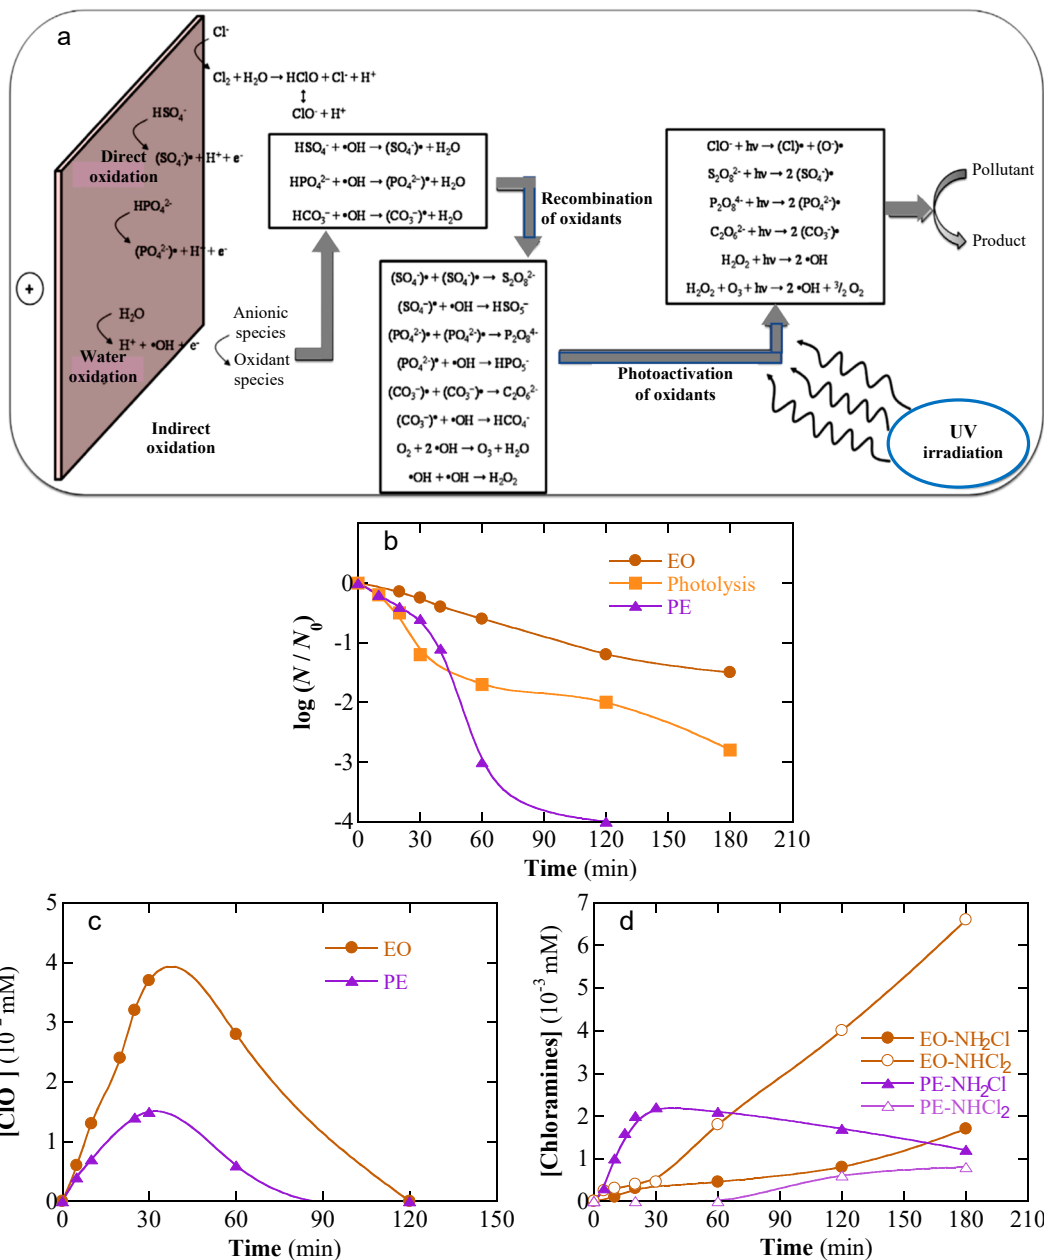 a
Cl⁻
Cl₂ + H₂O → HClO + Cl⁻ + H⁺
↕
ClO⁻ + H⁺
HSO₄⁻
Direct oxidation
(SO₄⁻)• + H⁺ + e⁻
HPO₄²⁻
(PO₄²⁻)• + H⁺ + e⁻
+
H₂O
H⁺ + •OH + e⁻
Water oxidation
Indirect oxidation
Anionic species
Oxidant species
HSO₄⁻ + •OH → (SO₄⁻)• + H₂O
HPO₄²⁻ + •OH → (PO₄²⁻)• + H₂O
HCO₃⁻ + •OH → (CO₃⁻)• + H₂O
Recombination
of oxidants
(SO₄⁻)• + (SO₄⁻)• → S₂O₈²⁻
(SO₄⁻)• + •OH → HSO₅⁻
(PO₄²⁻)• + (PO₄²⁻)• → P₂O₈⁴⁻
(PO₄²⁻)• + •OH → HPO₅⁻
(CO₃⁻)• + (CO₃⁻)• → C₂O₆²⁻
(CO₃⁻)• + •OH → HCO₄⁻
O₂ + 2 •OH → O₃ + H₂O
•OH + •OH → H₂O₂
Photoactivation
of oxidants
ClO⁻ + hν → (Cl)• + (O⁻)•
S₂O₈²⁻ + hν → 2 (SO₄⁻)•
P₂O₈⁴⁻ + hν → 2 (PO₄²⁻)•
C₂O₆²⁻ + hν → 2 (CO₃⁻)•
H₂O₂ + hν → 2 •OH
H₂O₂ + O₃ + hν → 2 •OH + ³/₂ O₂
Pollutant
Product
UV
irradiation
b
EO
Photolysis
PE
log (N / N₀)
0
-1
-2
-3
-4
0 30 60 90 120 150 180 210
Time (min)
c
EO
PE
5
4
3
2
1
0
0 30 60 90 120 150
Time (min)
d
[Chloramines] (10⁻³ mM)
7
6
5
4
3
2
1
0
EO-NH₂Cl
EO-NHCl₂
PE-NH₂Cl
PE-NHCl₂
0 30 60 90 120 150 180 210
Time (min)